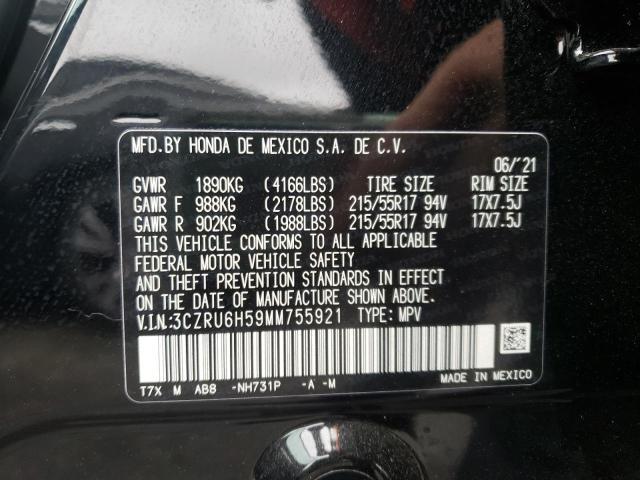 MFD.BY HONDA DE MEXICO S.A. DE C.V.
06/'21
GVWR 1890KG (4166LBS) TIRE SIZE RIM SIZE
GAWR F 988KG (2178LBS) 215/55R17 94V 17X7.5J
GAWR R 902KG (1988LBS) 215/55R17 94V 17X7.5J
THIS VEHICLE CONFORMS TO ALL APPLICABLE
FEDERAL MOTOR VEHICLE SAFETY
AND THEFT PREVENTION STANDARDS IN EFFECT
ON THE DATE OF MANUFACTURE SHOWN ABOVE.
V.I.N.:3CZRU6H59MM755921 TYPE: MPV
T7X M AB8 -NH731P -A -M
MADE IN MEXICO